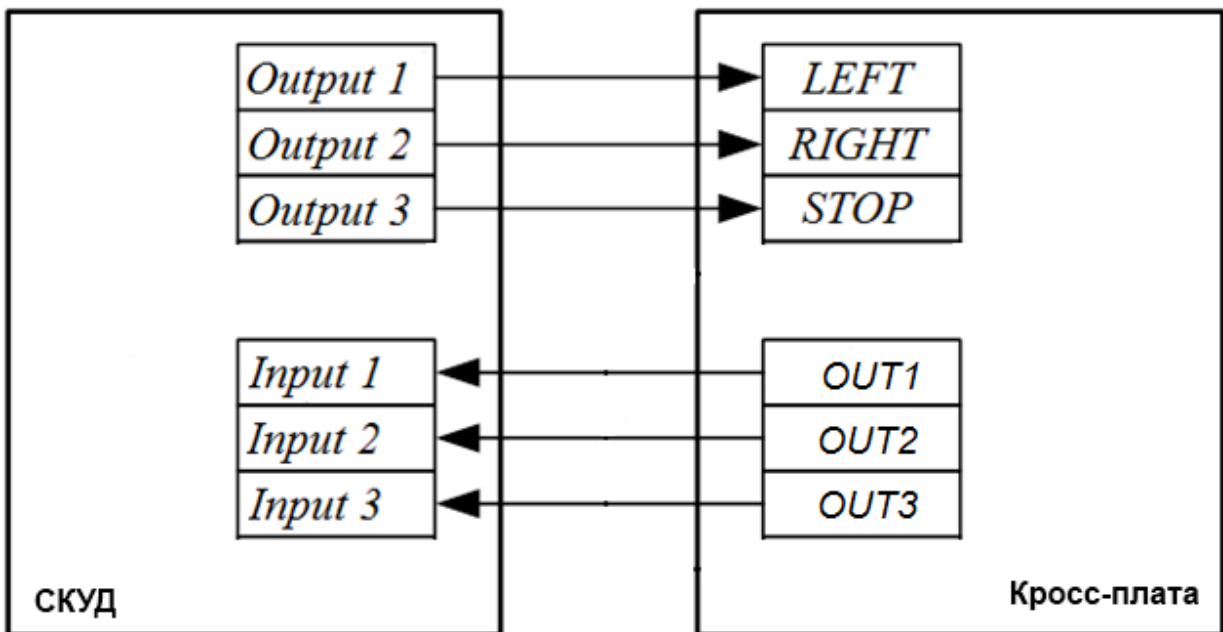 Output 1
Output 2
Output 3
LEFT
RIGHT
STOP
Input 1
Input 2
Input 3
OUT1
OUT2
OUT3
СКУД
Кросс-плата